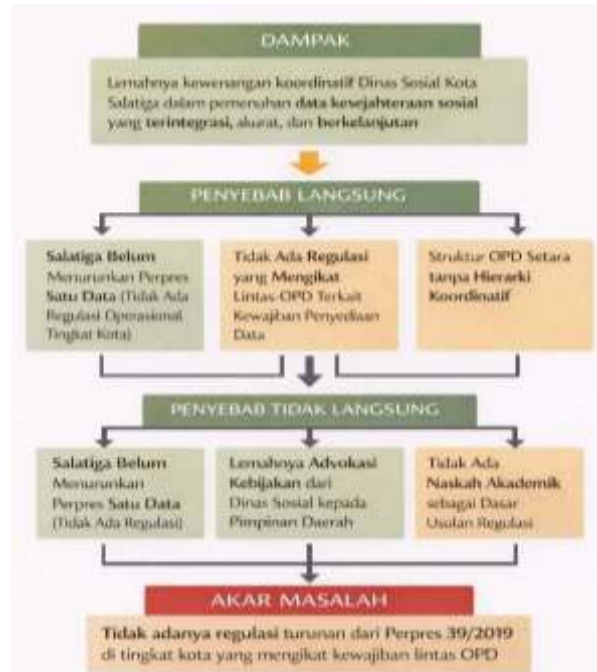 DAMPAK
Lemahnya kewenangan koordinatif Dinas Sosial Kota
Salatiga dalam pemenuhan data kesejahteraan sosial
yang terintegrasi, akurat, dan berkelanjutan
PENYEBAB LANGSUNG
Salatiga Belum
Menurunkan Perpres
Satu Data (Tidak Ada
Regulasi Operasional
Tingkat Kota)
Tidak Ada Regulasi
yang Mengikat
Lintas-OPD Terkait
Kewajiban Penyediaan
Data
Struktur OPD Setara
tanpa Hierarki
Koordinatif
PENYEBAB TIDAK LANGSUNG
Salatiga Belum
Menurunkan
Perpres Satu Data
(Tidak Ada Regulasi)
Lemahnya Advokasi
Kebijakan dari
Dinas Sosial kepada
Pimpinan Daerah
Tidak Ada
Naskah Akademik
sebagai Dasar
Usulan Regulasi
AKAR MASALAH
Tidak adanya regulasi turunan dari Perpres 39/2019
di tingkat kota yang mengikat kewajiban lintas OPD